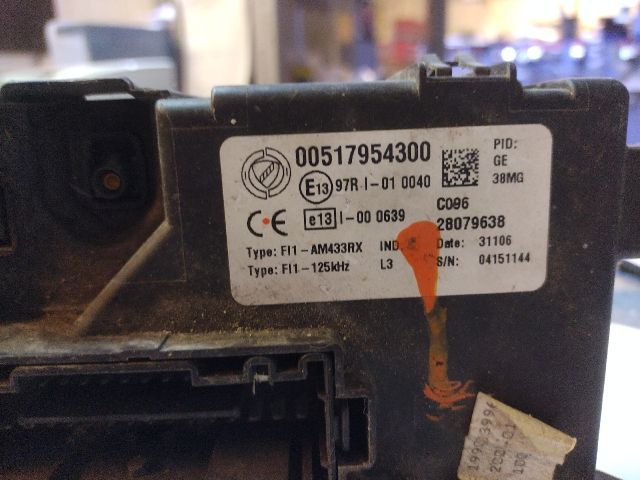 00517954300
E13 97R I-01 0040
CE e13 I-00 0639
Type: FI1-AM433RX IND.
Type: FI1-125kHz L3
PID:
GE
38MG
C096
28079638
Date: 31106
S/N: 04151144